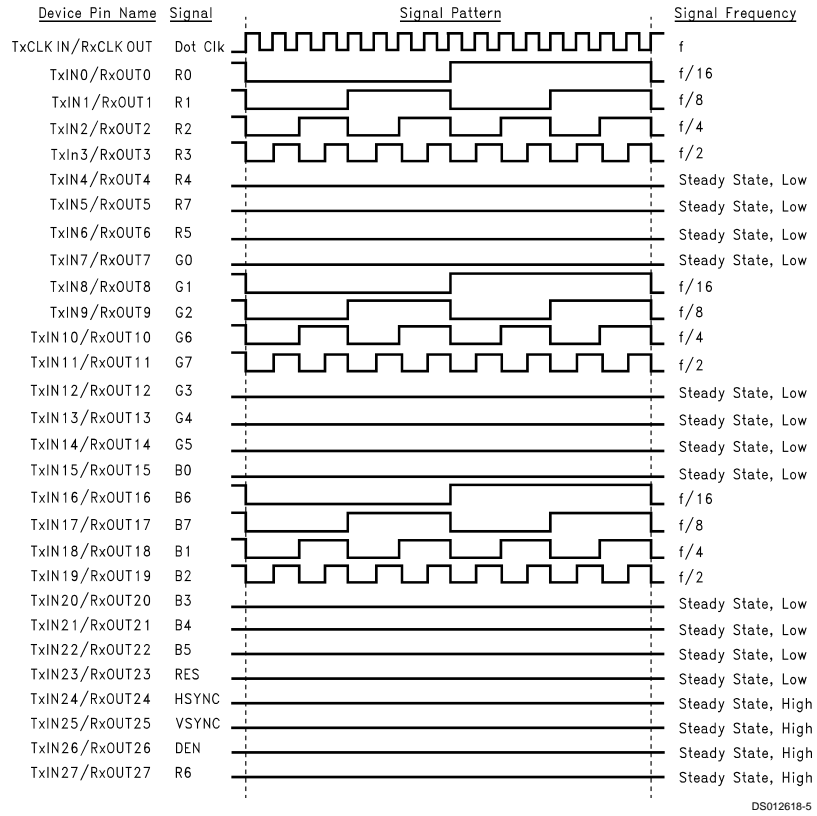 Device Pin Name Signal Signal Pattern Signal Frequency
TxCLK IN/RxCLK OUT Dot Clk f
TxIN0/RxOUT0 R0 f/16
TxIN1/RxOUT1 R1 f/8
TxIN2/RxOUT2 R2 f/4
TxIn3/RxOUT3 R3 f/2
TxIN4/RxOUT4 R4 Steady State, Low
TxIN5/RxOUT5 R7 Steady State, Low
TxIN6/RxOUT6 R5 Steady State, Low
TxIN7/RxOUT7 G0 Steady State, Low
TxIN8/RxOUT8 G1 f/16
TxIN9/RxOUT9 G2 f/8
TxIN10/RxOUT10 G6 f/4
TxIN11/RxOUT11 G7 f/2
TxIN12/RxOUT12 G3 Steady State, Low
TxIN13/RxOUT13 G4 Steady State, Low
TxIN14/RxOUT14 G5 Steady State, Low
TxIN15/RxOUT15 B0 Steady State, Low
TxIN16/RxOUT16 B6 f/16
TxIN17/RxOUT17 B7 f/8
TxIN18/RxOUT18 B1 f/4
TxIN19/RxOUT19 B2 f/2
TxIN20/RxOUT20 B3 Steady State, Low
TxIN21/RxOUT21 B4 Steady State, Low
TxIN22/RxOUT22 B5 Steady State, Low
TxIN23/RxOUT23 RES Steady State, Low
TxIN24/RxOUT24 HSYNC Steady State, High
TxIN25/RxOUT25 VSYNC Steady State, High
TxIN26/RxOUT26 DEN Steady State, High
TxIN27/RxOUT27 R6 Steady State, High
DS012618-5